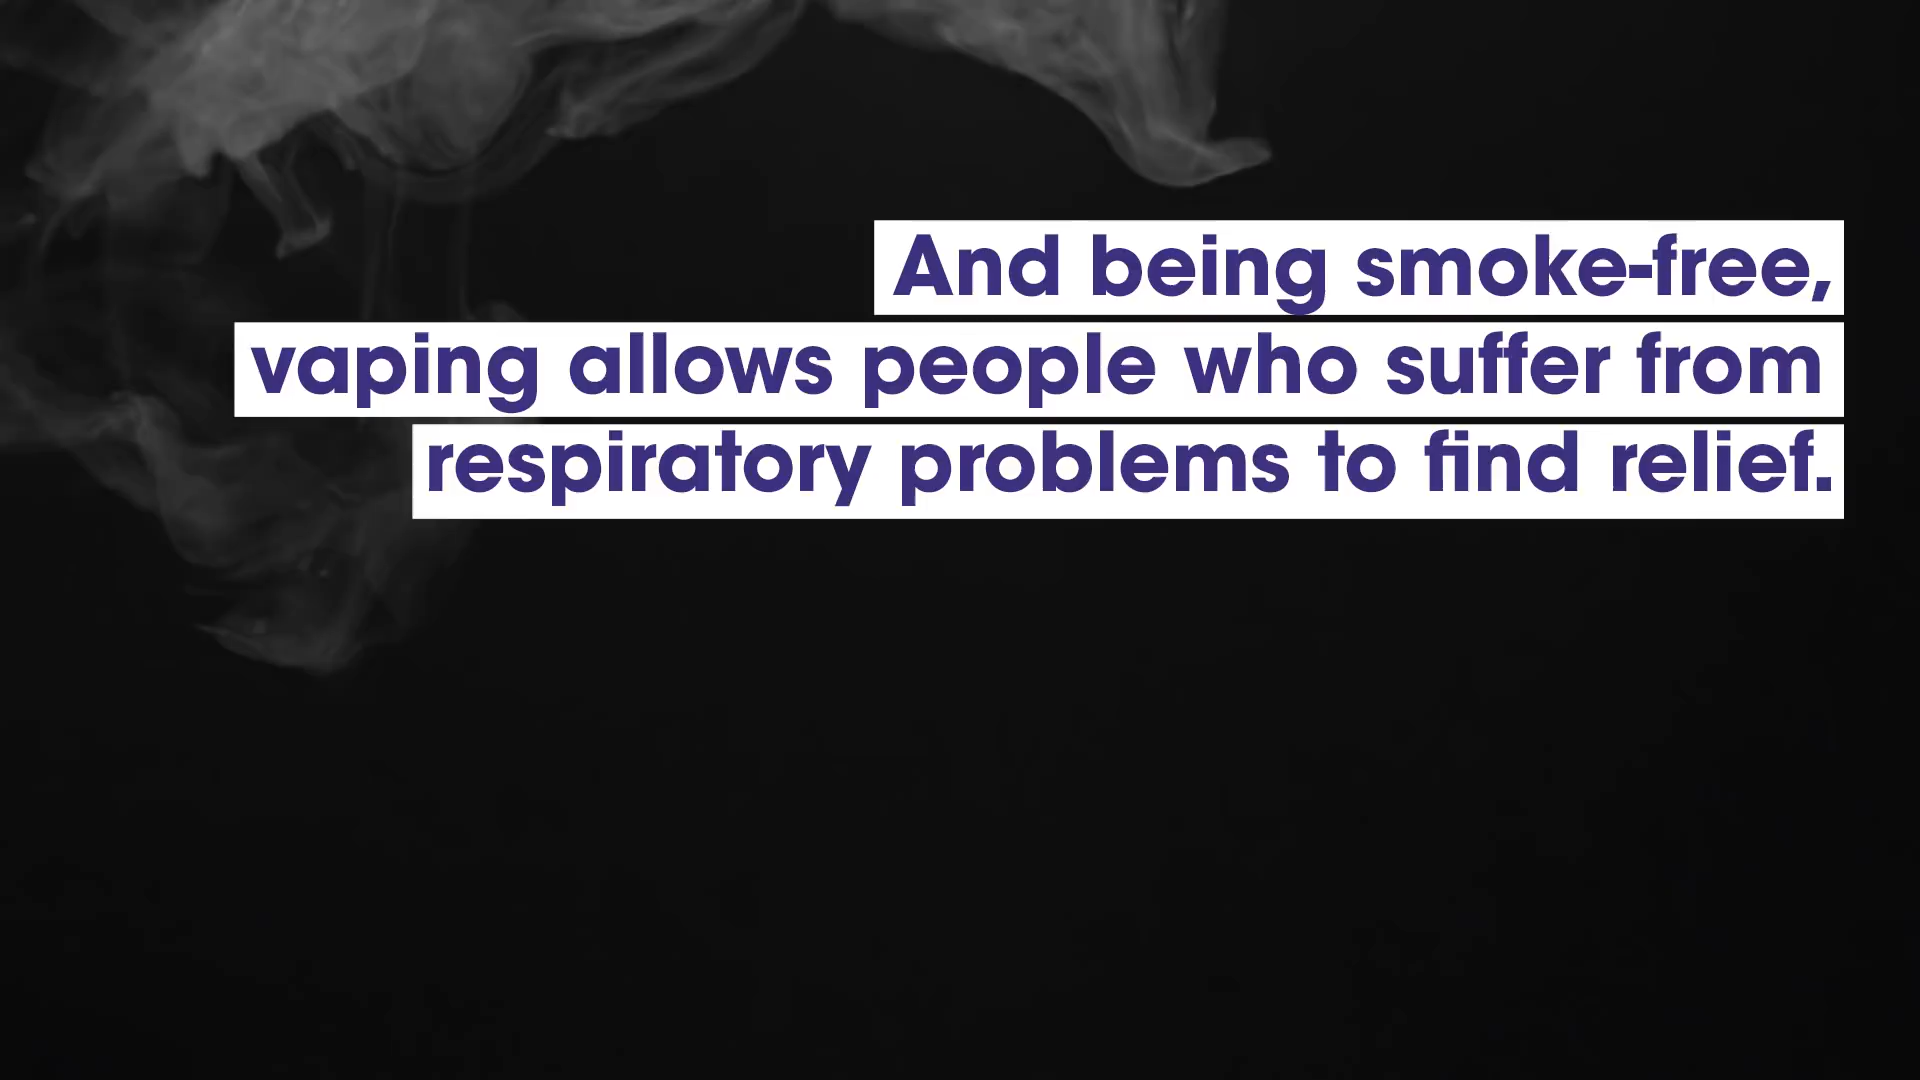 And being smoke-free,
vaping allows people who suffer from
respiratory problems to find relief.